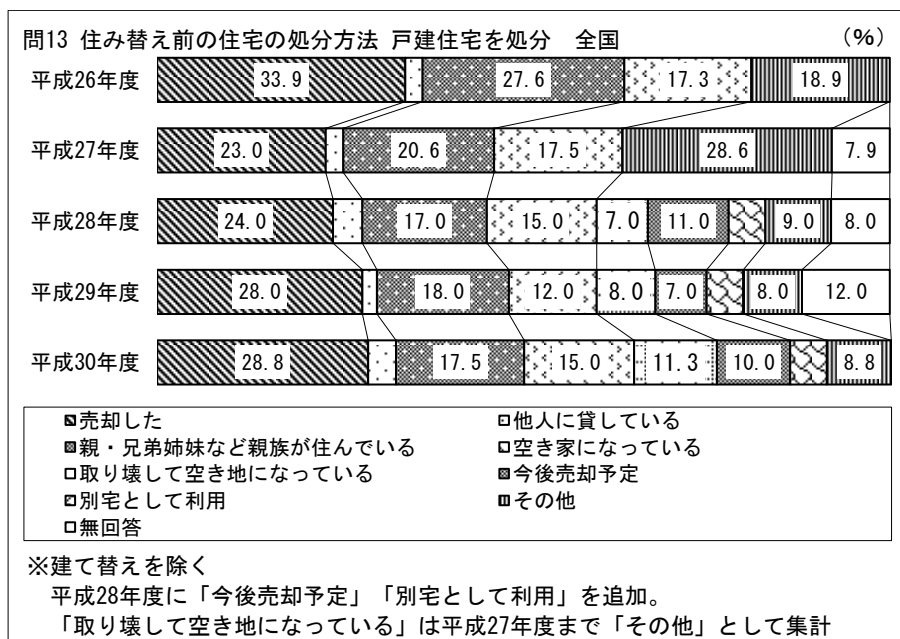 問13 住み替え前の住宅の処分方法 戸建住宅を処分 全国 (%)
平成26年度 33.9 27.6 17.3 18.9
平成27年度 23.0 20.6 17.5 28.6 7.9
平成28年度 24.0 17.0 15.0 7.0 11.0 9.0 8.0
平成29年度 28.0 18.0 12.0 8.0 7.0 8.0 12.0
平成30年度 28.8 17.5 15.0 11.3 10.0 8.8
売却した 他人に貸している
親・兄弟姉妹など親族が住んでいる 空き家になっている
取り壊して空き地になっている 今後売却予定
別宅として利用 その他
無回答
※建て替えを除く
平成28年度に「今後売却予定」「別宅として利用」を追加。
「取り壊して空き地になっている」は平成27年度まで「その他」として集計